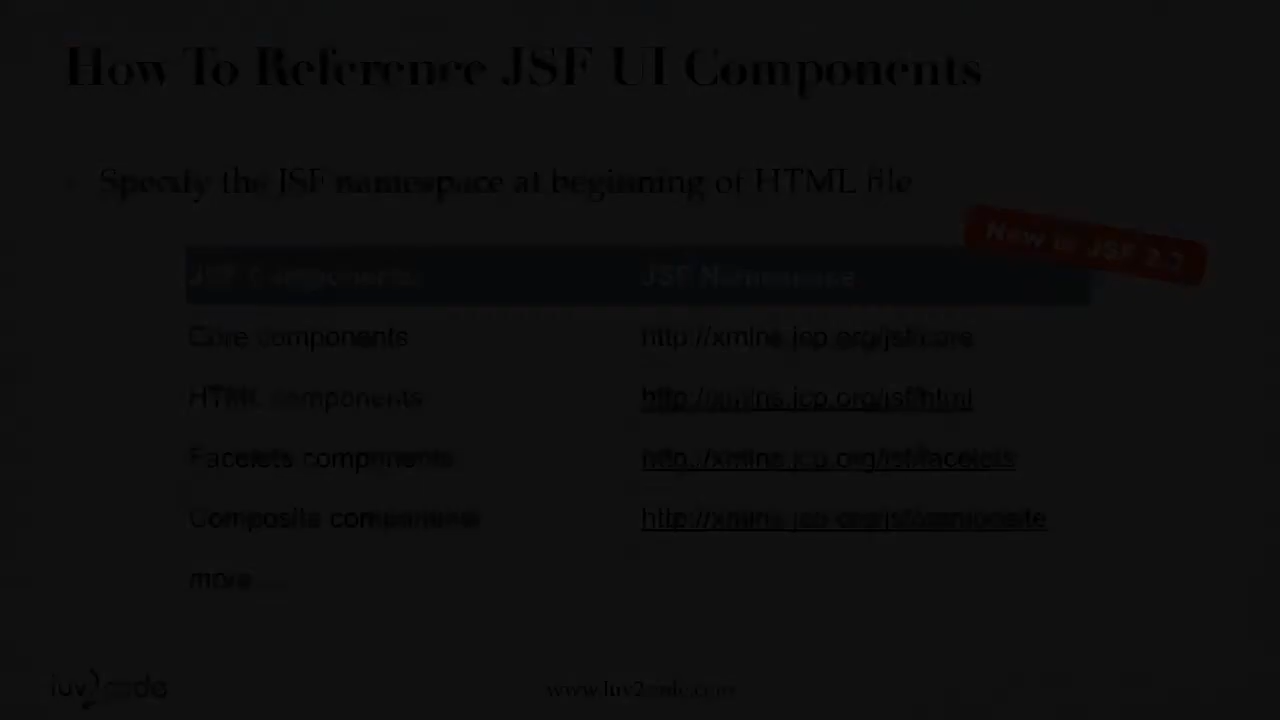 How To Reference JSF UI Components
• Specify the JSF namespace at beginning of HTML file
New in JSF 2.2
JSF Components JSF Namespace
Core components http://xmlns.jcp.org/jsf/core
HTML components http://xmlns.jcp.org/jsf/html
Facelets components http://xmlns.jcp.org/jsf/facelets
Composite components http://xmlns.jcp.org/jsf/composite
more ...
luv2code www.luv2code.com